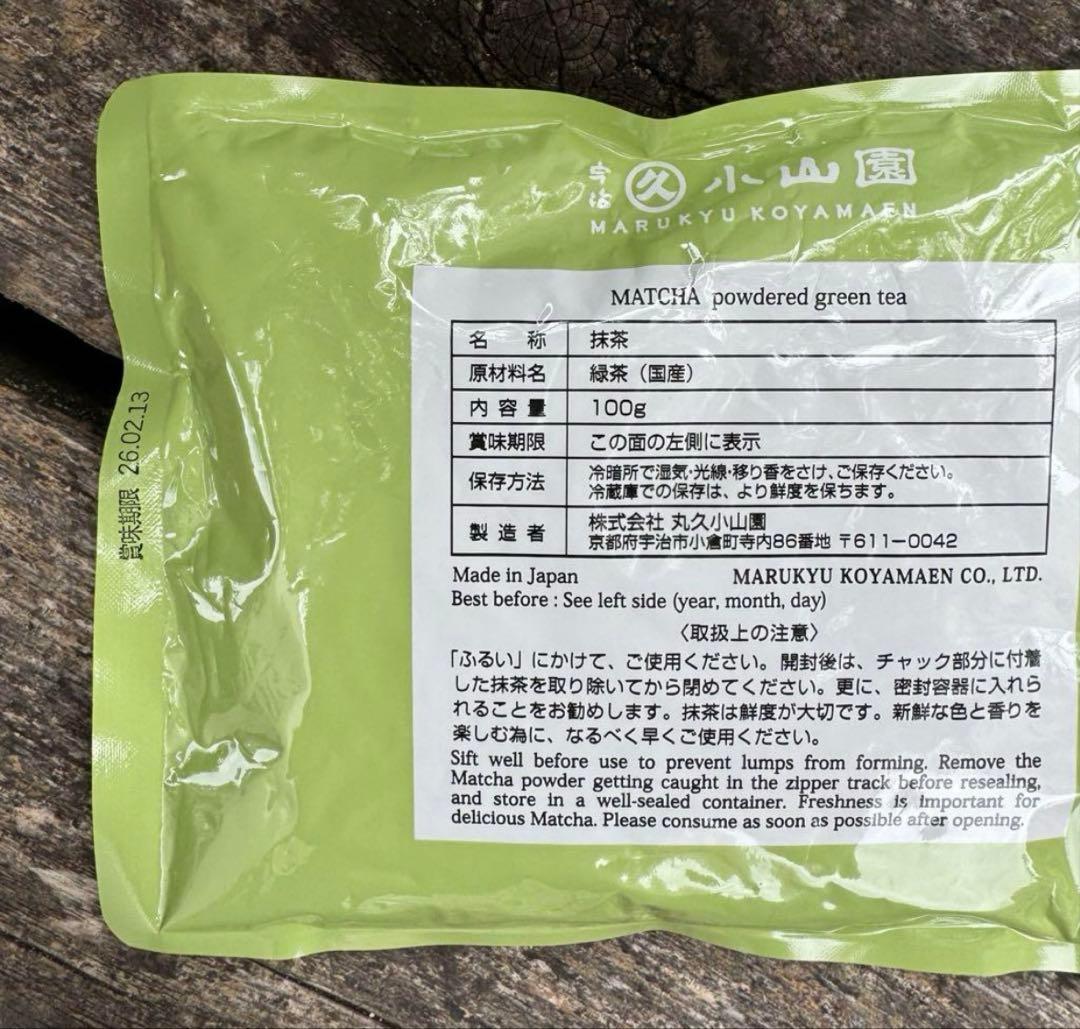 宇治 久 小山園
MARUKYU KOYAMAEN
MATCHA powdered green tea
名 称 抹茶
原材料名 緑茶（国産）
内容量 100g
賞味期限 この面の左側に表示
保存方法 冷暗所で湿気・光線・移り香をさけ、ご保存ください。
冷蔵庫での保存は、より鮮度を保ちます。
製造者 株式会社 丸久小山園
京都府宇治市小倉町寺内86番地 〒611-0042
Made in Japan MARUKYU KOYAMAEN CO., LTD.
Best before : See left side (year, month, day)
〈取扱上の注意〉
「ふるい」にかけて、ご使用ください。開封後は、チャック部分に付着
した抹茶を取り除いてから閉めてください。更に、密封容器に入れら
れることをお勧めします。抹茶は鮮度が大切です。新鮮な色と香りを
楽しむ為に、なるべく早くご使用ください。
Sift well before use to prevent lumps from forming. Remove the
Matcha powder getting caught in the zipper track before resealing,
and store in a well-sealed container. Freshness is important for
delicious Matcha. Please consume as soon as possible after opening.
賞味期限 26.02.13